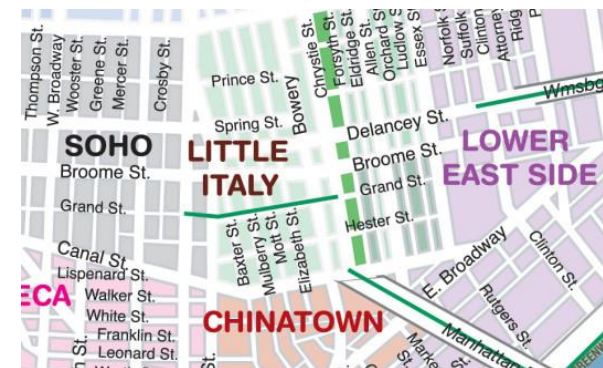 Thompson St.
W. Broadway
Wooster St.
Greene St.
Mercer St.
Crosby St.
Prince St.
Spring St.
Bowery
Chrystie St.
Forsyth St.
Eldridge St.
Allen St.
Orchard St.
Ludlow St.
Essex St.
Norfolk St.
Suffolk
Clinton
Attorney
Ridg
Wmsbg
Delancey St.
SOHO
LITTLE
ITALY
LOWER
EAST SIDE
Broome St.
Broome St.
Grand St.
Grand St.
Hester St.
Baxter St.
Mulberry St.
Mott St.
Elizabeth St.
Canal St
Lispenard St.
ECA
Walker St.
White St.
Franklin St.
Leonard St.
CHINATOWN
E. Broadway
Clinton St.
Rutgers St.
Manhattan
Marke
St.
n St.
St.